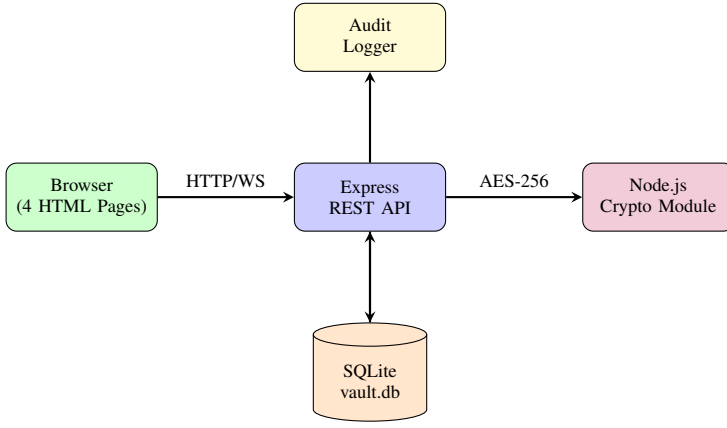 Audit
Logger
Browser
(4 HTML Pages)
HTTP/WS
Express
REST API
AES-256
Node.js
Crypto Module
SQLite
vault.db